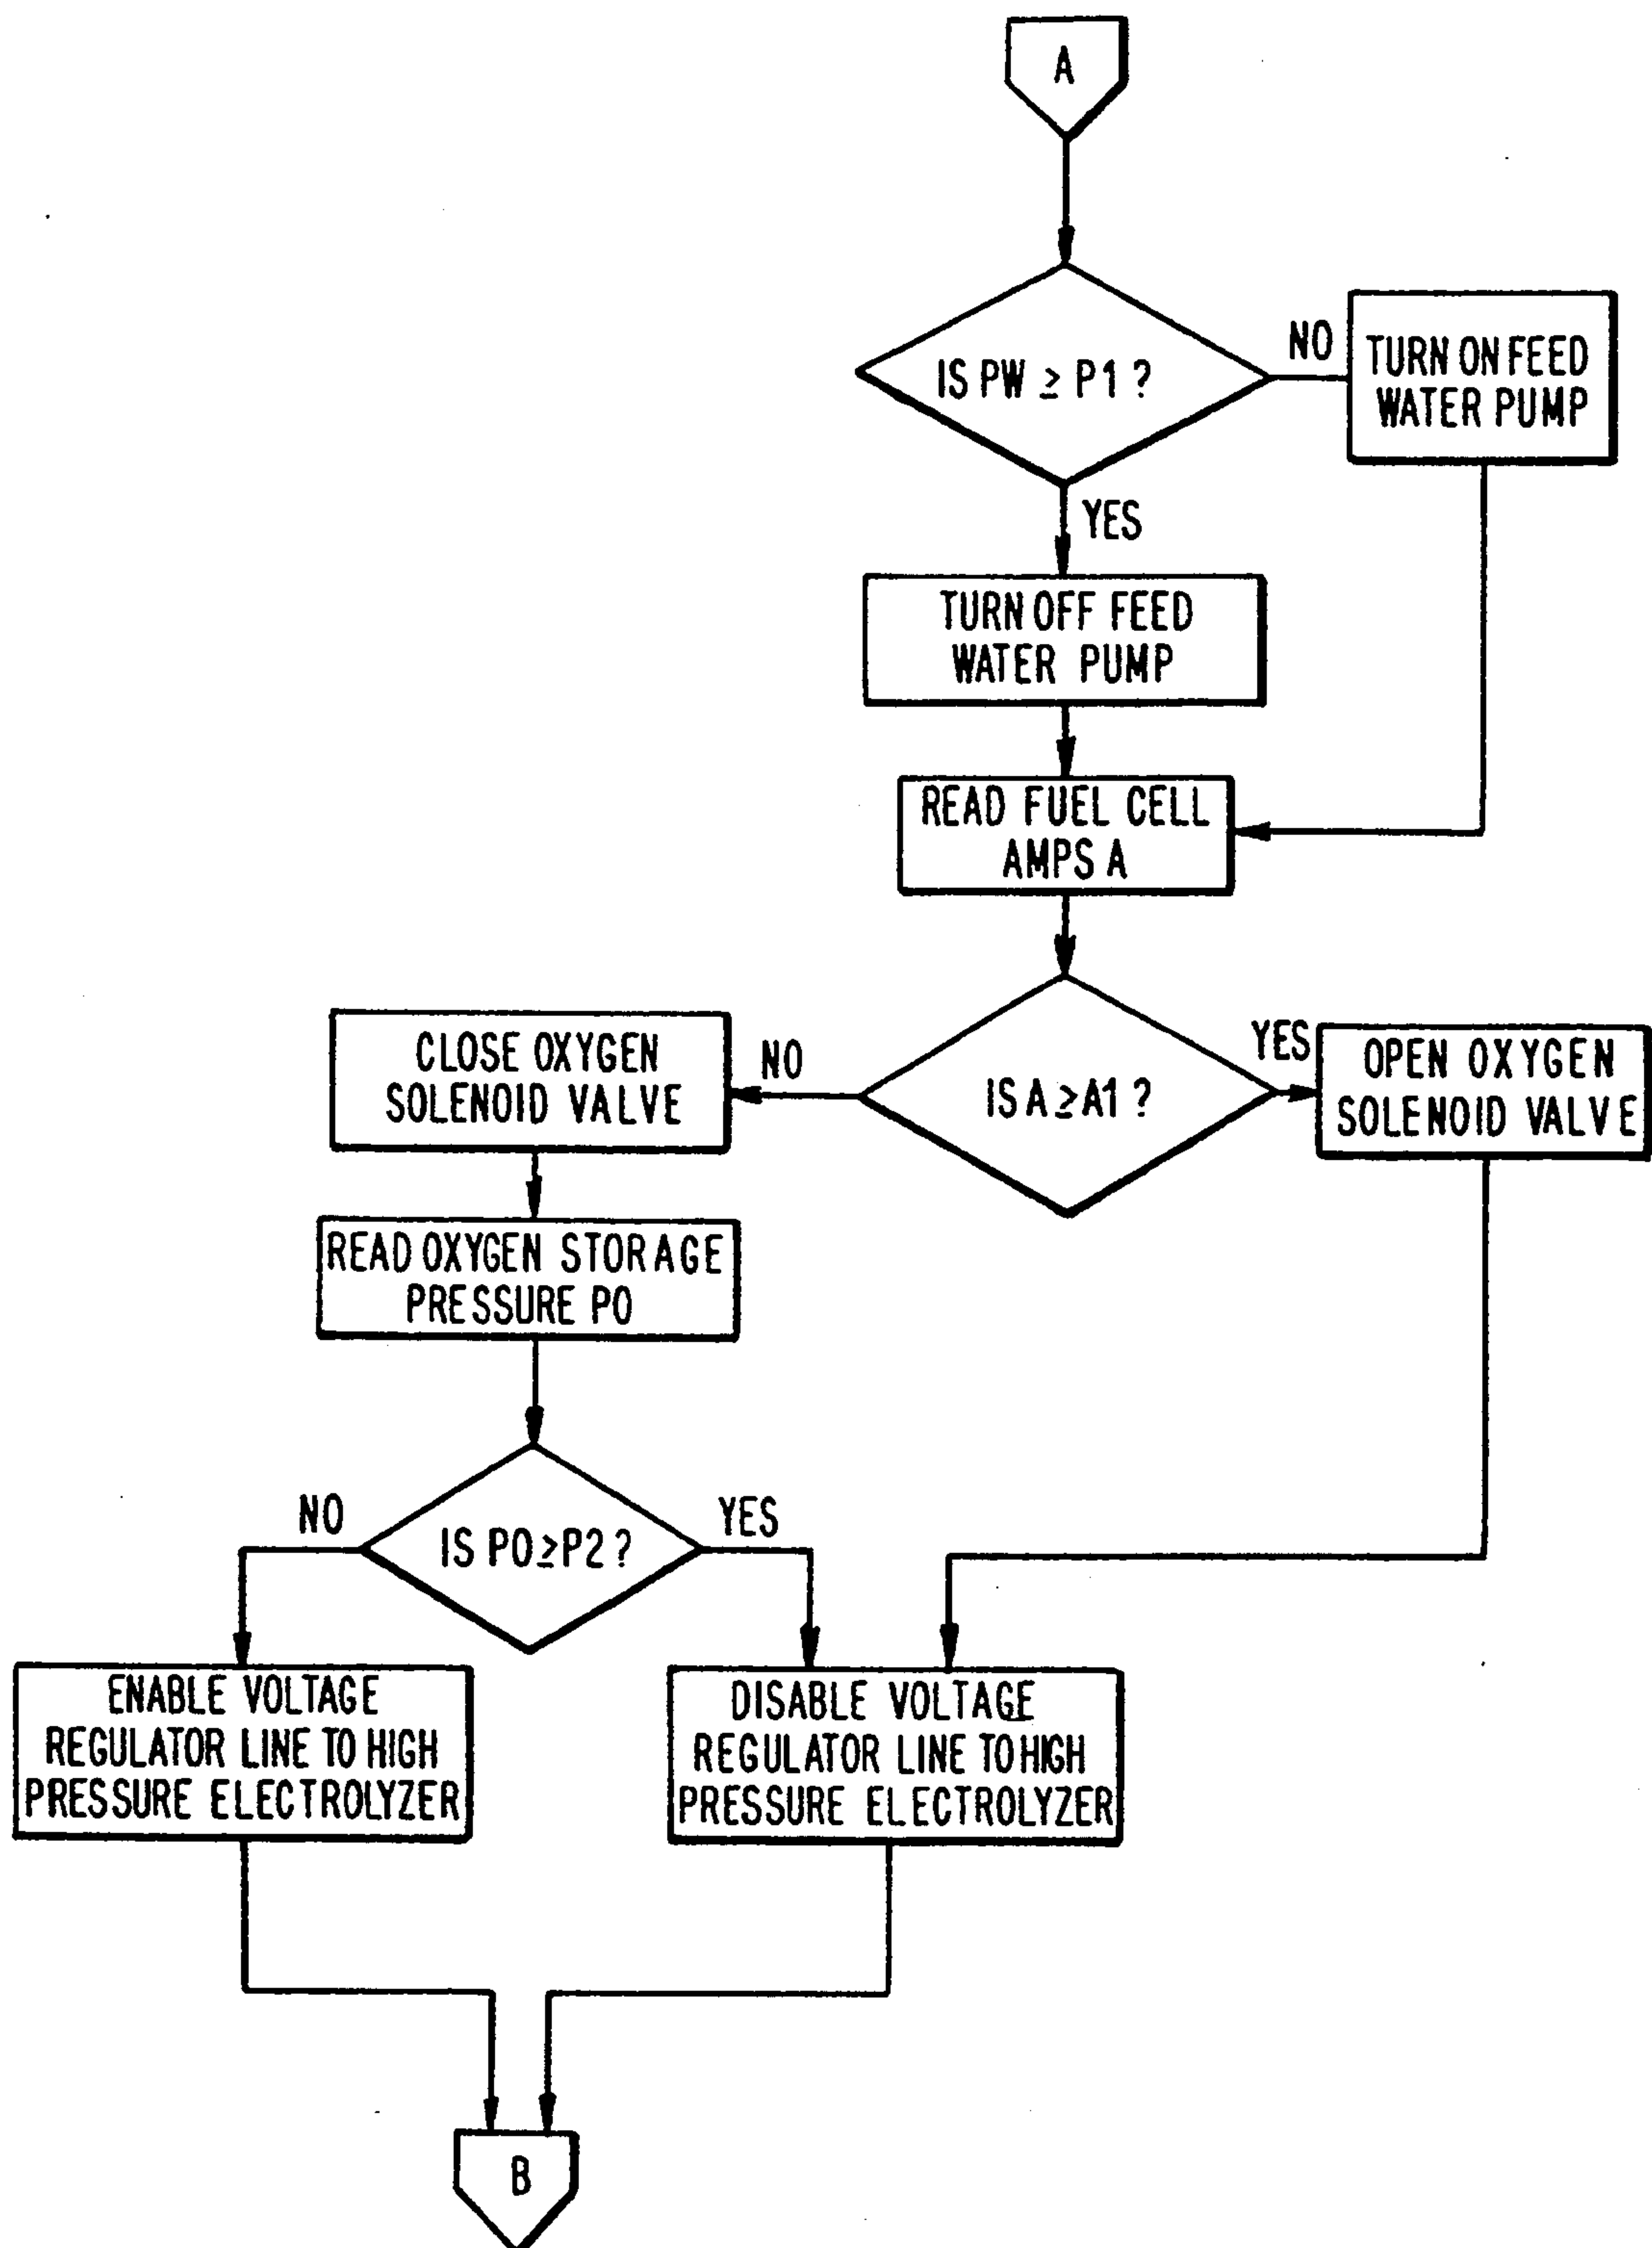 A
IS PW ≥ P1 ?
NO
TURN ON FEED
WATER PUMP
YES
TURN OFF FEED
WATER PUMP
READ FUEL CELL
AMPS A
IS A ≥ A1 ?
NO
YES
CLOSE OXYGEN
SOLENOID VALVE
OPEN OXYGEN
SOLENOID VALVE
READ OXYGEN STORAGE
PRESSURE PO
IS PO ≥ P2 ?
NO
YES
ENABLE VOLTAGE
REGULATOR LINE TO HIGH
PRESSURE ELECTROLYZER
DISABLE VOLTAGE
REGULATOR LINE TO HIGH
PRESSURE ELECTROLYZER
B